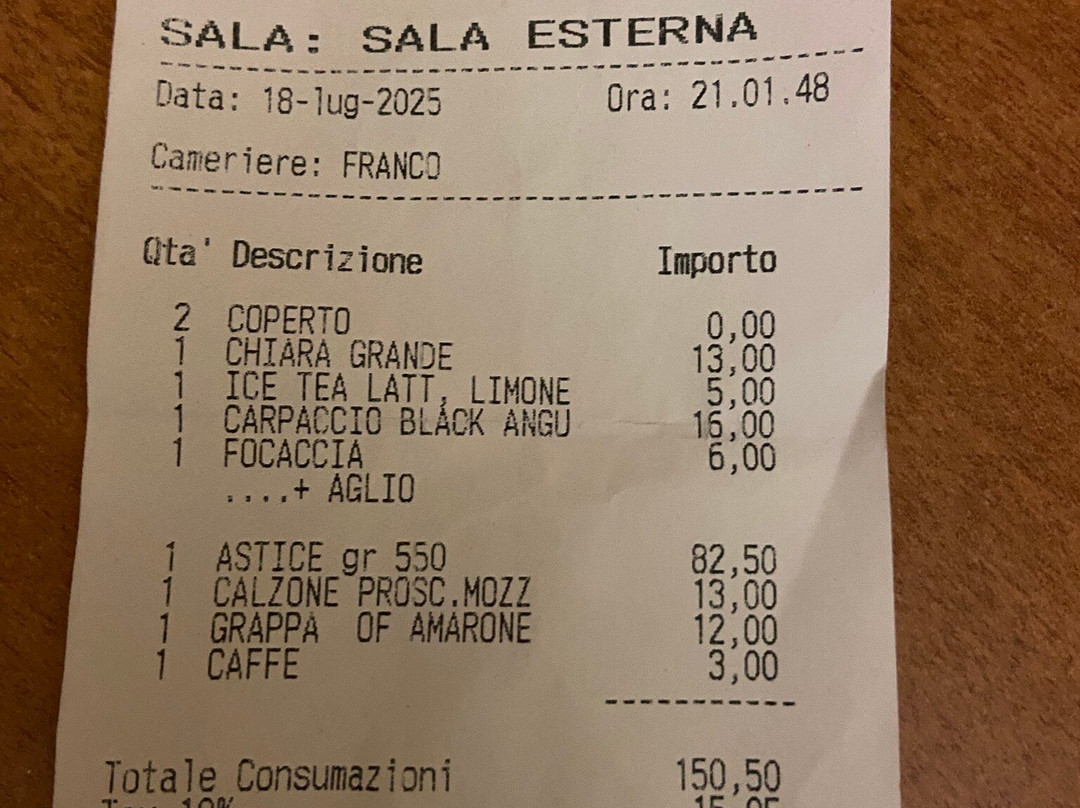 SALA: SALA ESTERNA
Data: 18-lug-2025 Ora: 21.01.48
Cameriere: FRANCO
Qta' Descrizione Importo
2 COPERTO 0,00
1 CHIARA GRANDE 13,00
1 ICE TEA LATT, LIMONE 5,00
1 CARPACCIO BLACK ANGU 16,00
1 FOCACCIA 6,00
....+ AGLIO
1 ASTICE gr 550 82,50
1 CALZONE PROSC.MOZZ 13,00
1 GRAPPA OF AMARONE 12,00
1 CAFFE 3,00
Totale Consumazioni 150,50
10% 15,05